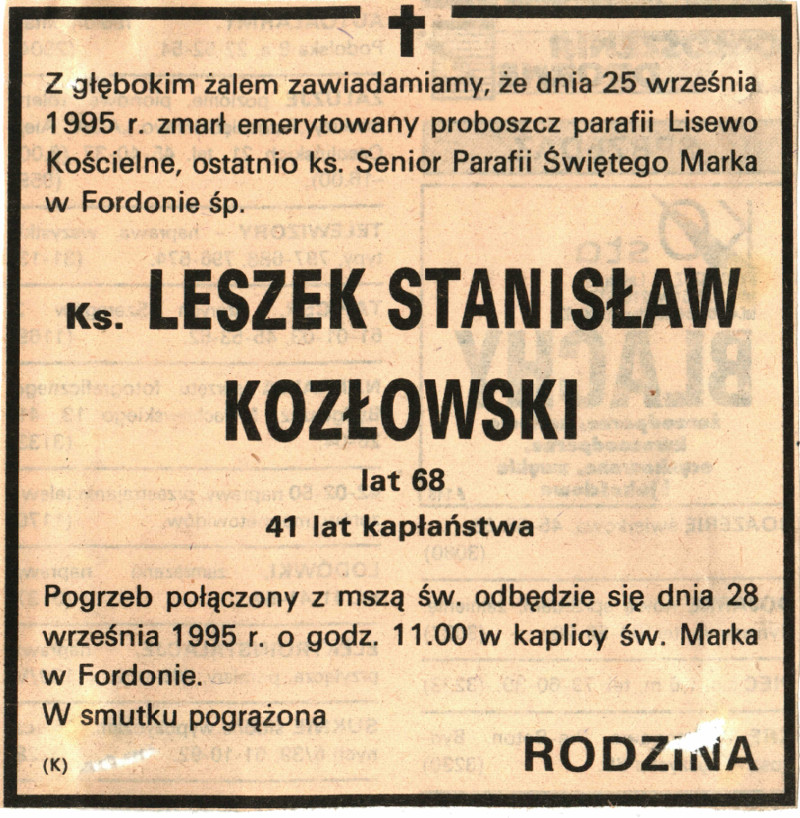 Z głębokim żalem zawiadamiamy, że dnia 25 września
1995 r. zmarł emerytowany proboszcz parafii Lisewo
Kościelne, ostatnio ks. Senior Parafii Świętego Marka
w Fordonie śp.
Ks. LESZEK STANISŁAW
KOZŁOWSKI
lat 68
41 lat kapłaństwa
Pogrzeb połączony z mszą św. odbędzie się dnia 28
września 1995 r. o godz. 11.00 w kaplicy św. Marka
w Fordonie.
W smutku pogrążona
RODZINA
(K)